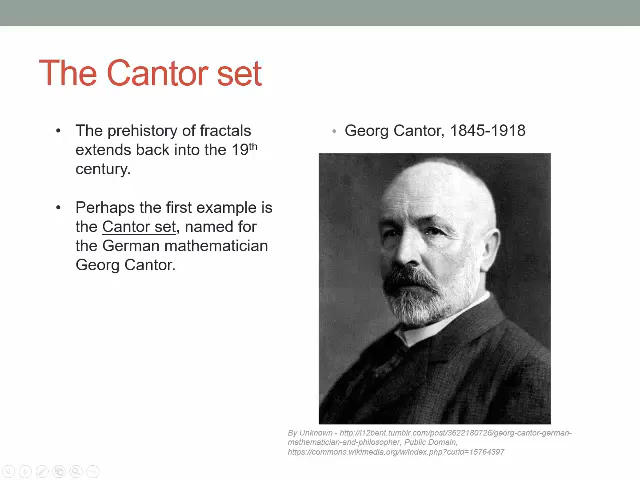 The Cantor set
• The prehistory of fractals
extends back into the 19th
century.
• Perhaps the first example is
the Cantor set, named for
the German mathematician
Georg Cantor.
• Georg Cantor, 1845-1918
By Unknown - http://i12bent.tumblr.com/post/3622180726/georg-cantor-german-
mathematician-and-philosopher, Public Domain,
https://commons.wikimedia.org/w/index.php?curid=15764397